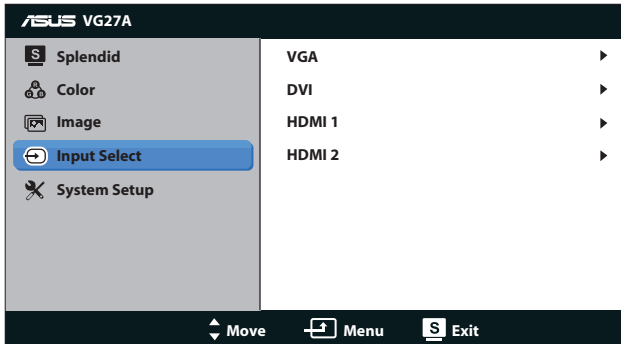 ASUS VG27A
S Splendid
R G B Color
Image
Input Select
System Setup
VGA
DVI
HDMI 1
HDMI 2
Move Menu S Exit